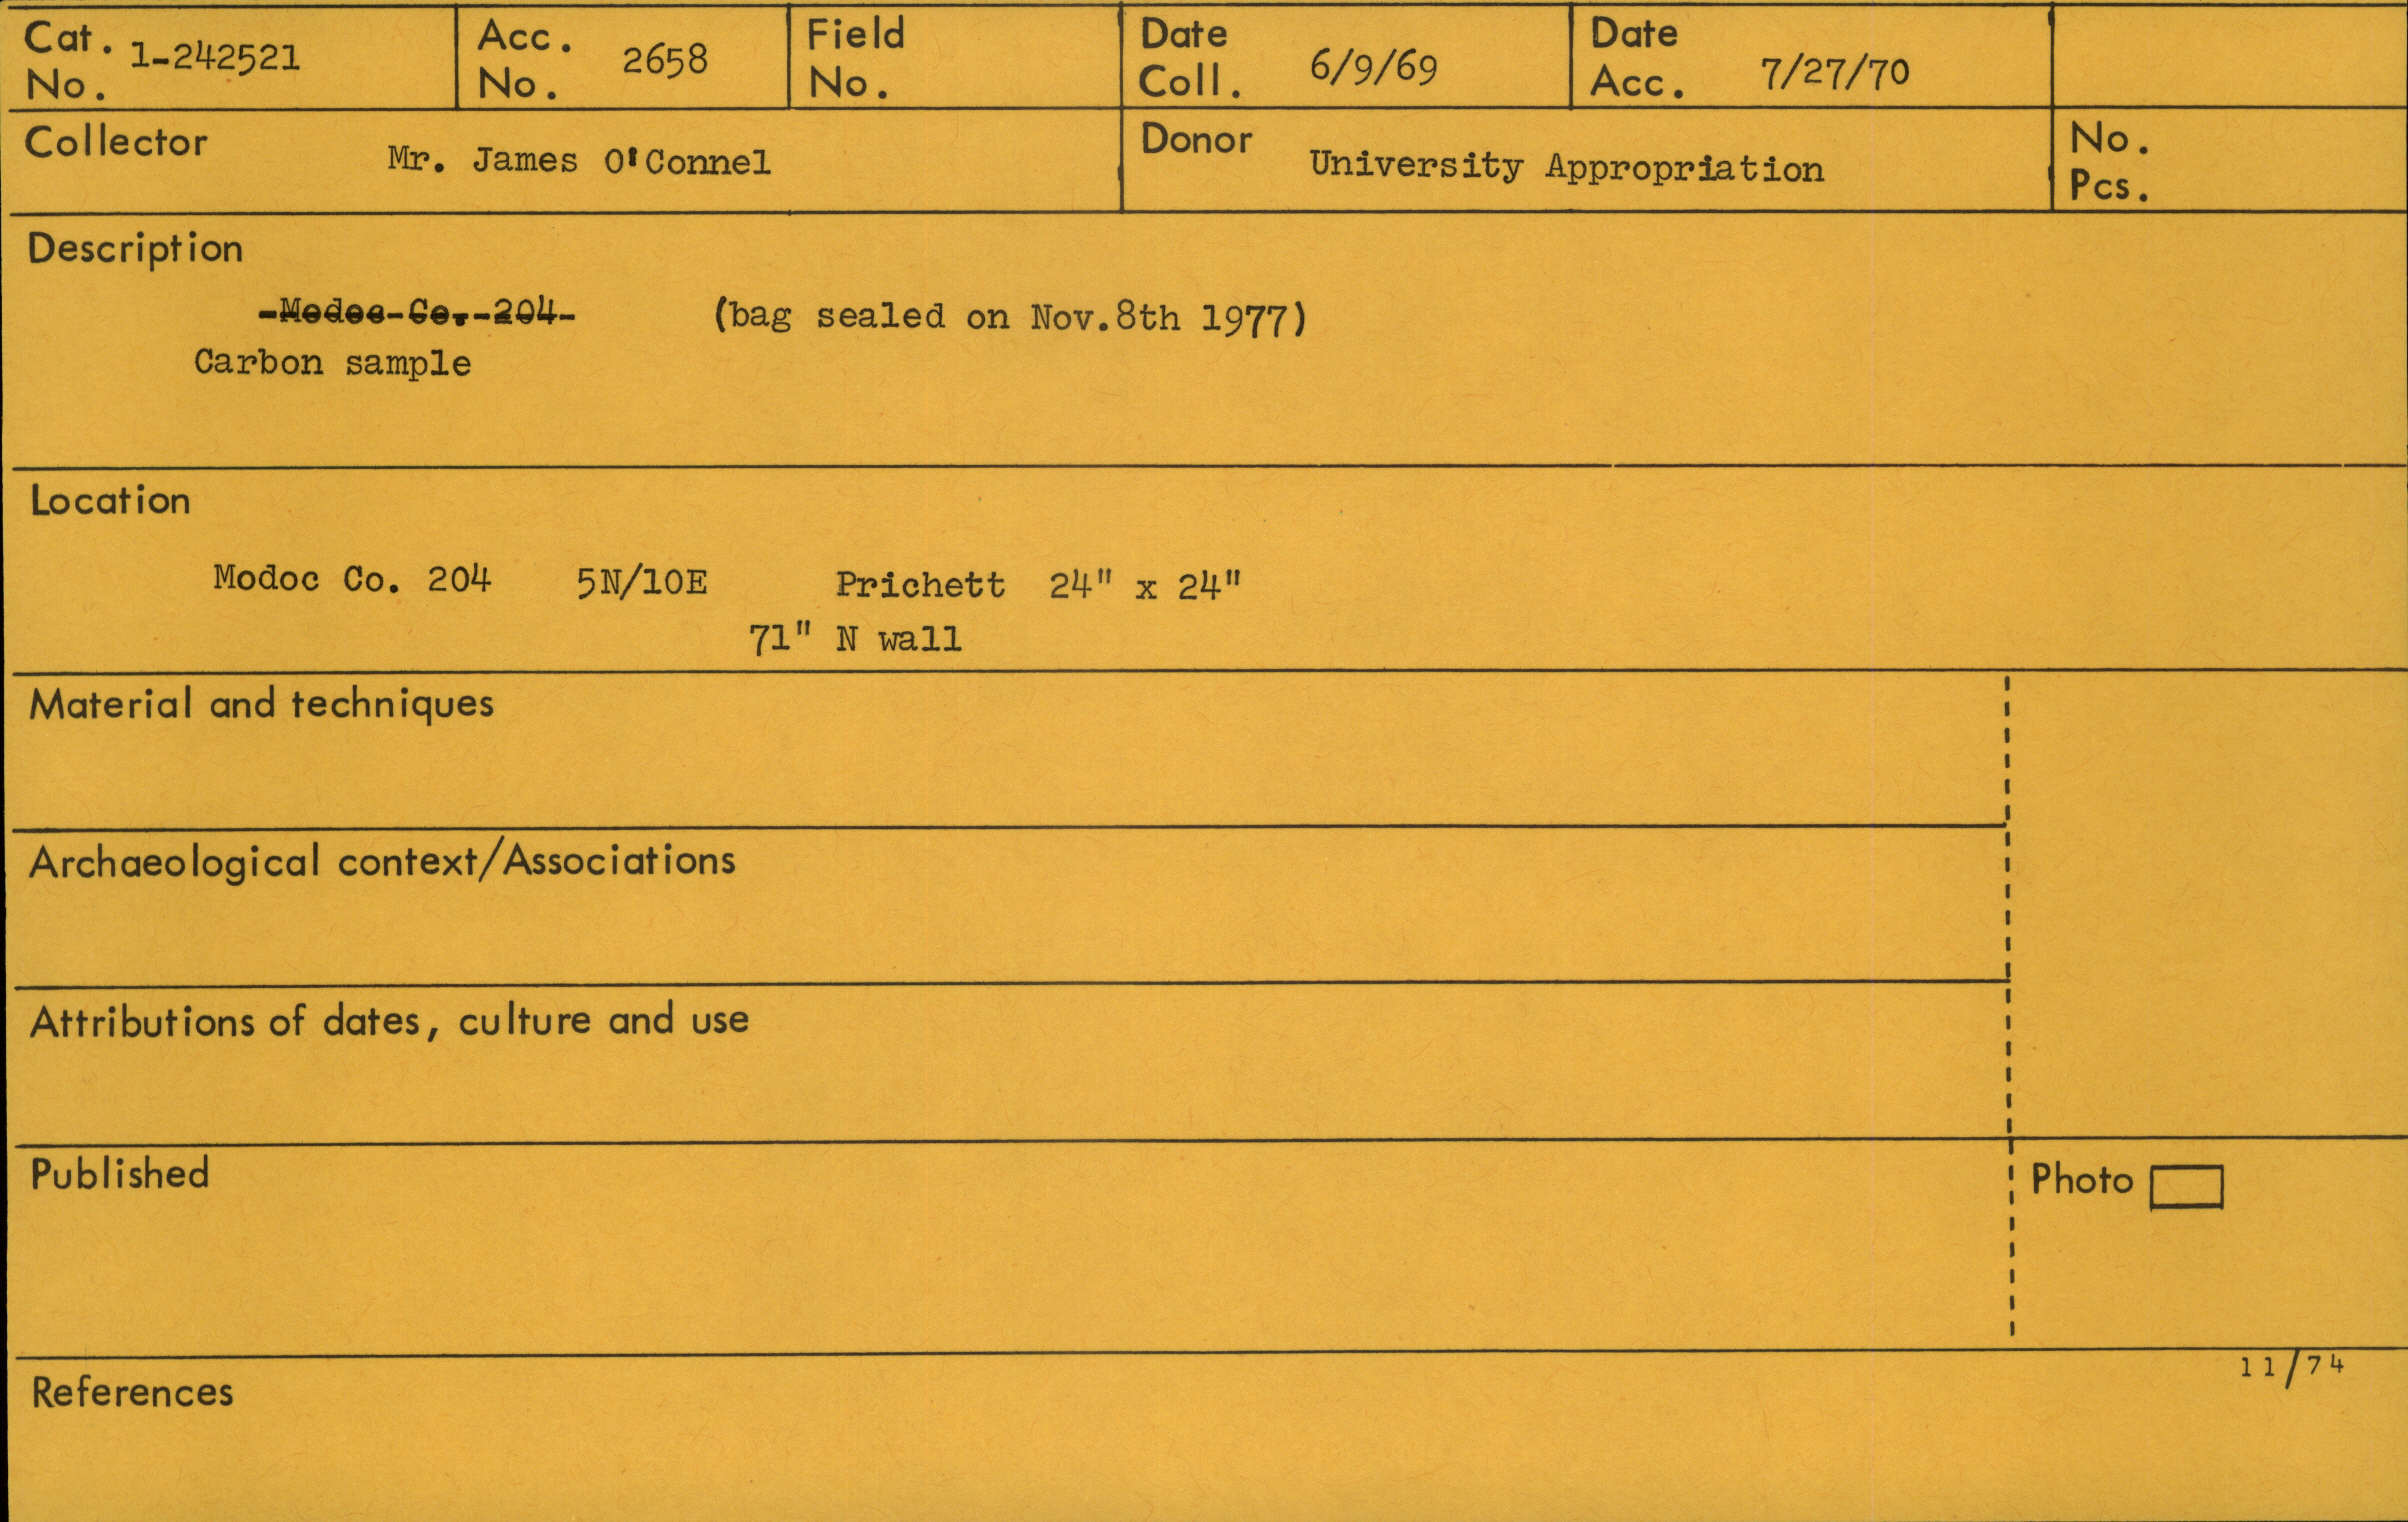 Cat. No. 1-242521 Acc. No. 2658 Field No. Date Coll. 6/9/69 Date Acc. 7/27/70
Collector Mr. James O'Connel Donor University Appropriation No. Pcs.
Description
-Modoc-Co.-204- (bag sealed on Nov.8th 1977)
Carbon sample
Location
Modoc Co. 204 5N/10E Prichett 24" x 24"
71" N wall
Material and techniques
Archaeological context/Associations
Attributions of dates, culture and use
Published Photo
11/74
References